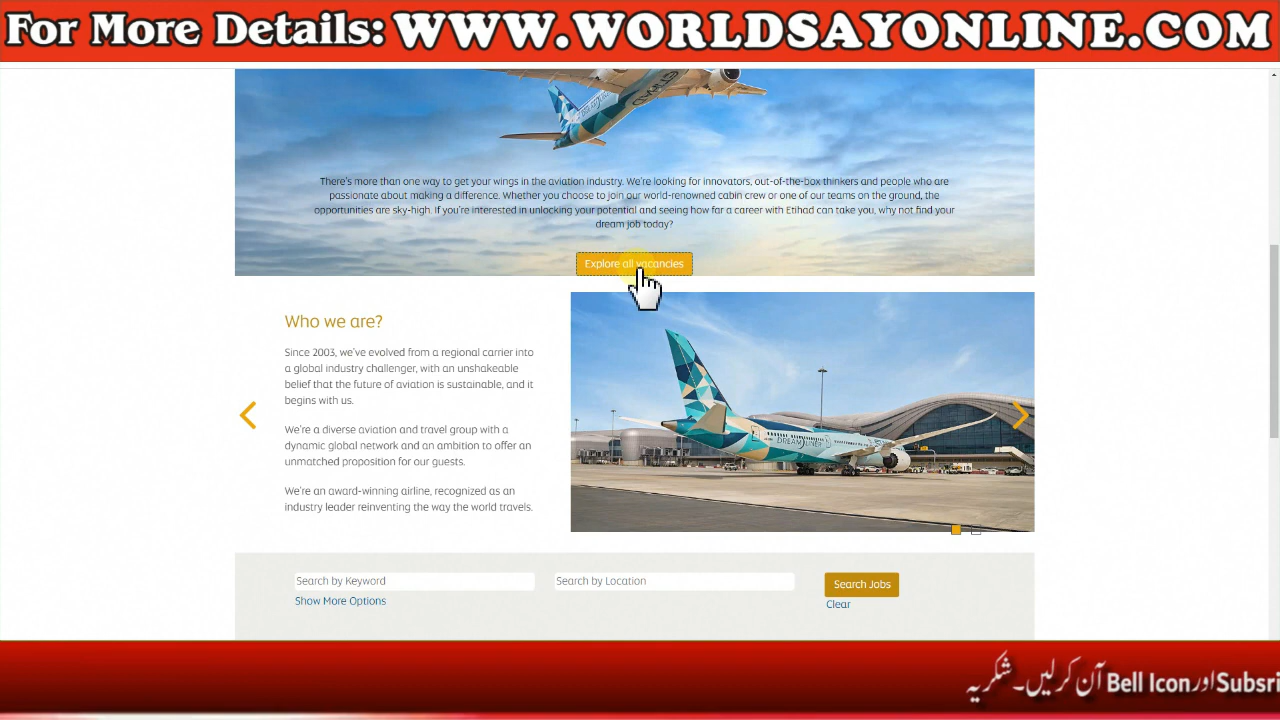 For More Details: WWW.WORLDSAYONLINE.COM
ETIHAD
There's more than one way to get your wings in the aviation industry. We're looking for innovators, out-of-the-box thinkers and people who are
passionate about making a difference. Whether you choose to join our world-renowned cabin crew or one of our teams on the ground, the
opportunities are sky-high. If you're interested in unlocking your potential and seeing how far a career with Etihad can take you, why not find your
dream job today?
Explore all vacancies
Who we are?
Since 2003, we've evolved from a regional carrier into
a global industry challenger, with an unshakeable
belief that the future of aviation is sustainable, and it
begins with us.
We're a diverse aviation and travel group with a
dynamic global network and an ambition to offer an
unmatched proposition for our guests.
We're an award-winning airline, recognized as an
industry leader reinventing the way the world travels.
DREAMLINER
Search by Keyword
Search by Location
Search Jobs
Show More Options
Clear
Subsri اور Bell Icon آن کرلیں۔ شکریہ